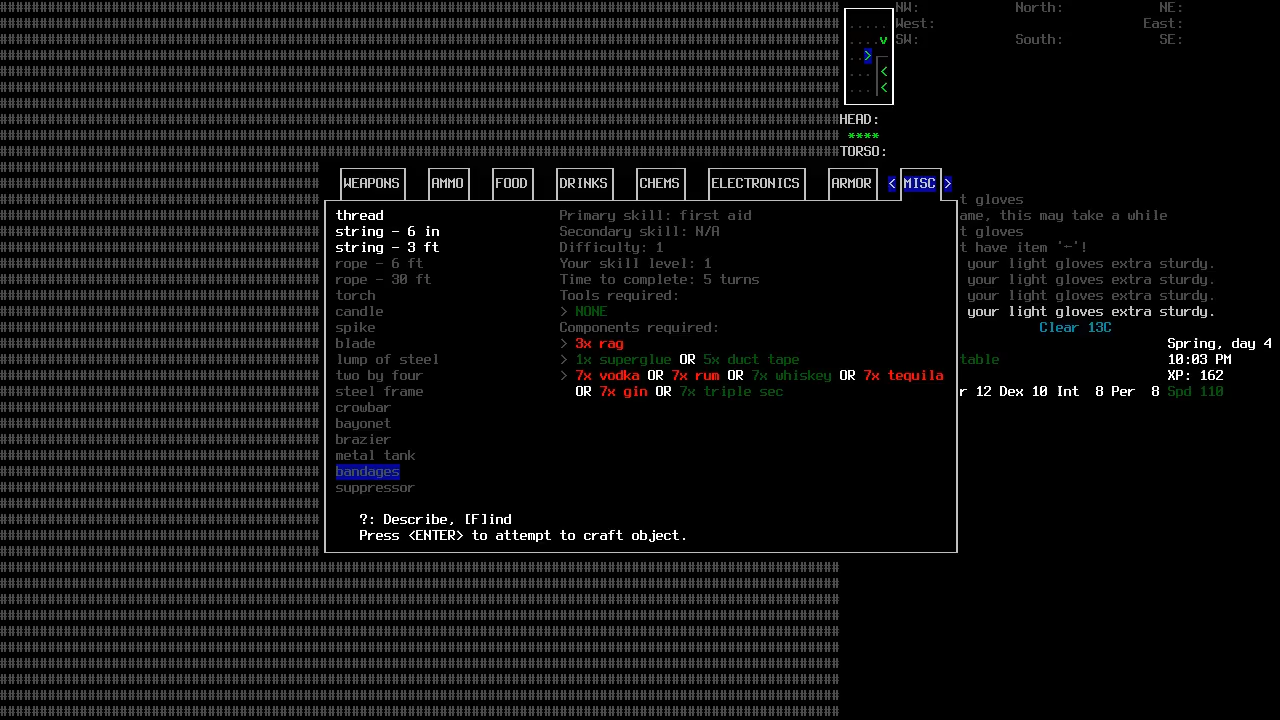 NW: North: NE:
West: East:
SW: South: SE:
HEAD:
****
TORSO:
WEAPONS AMMO FOOD DRINKS CHEMS ELECTRONICS ARMOR < MISC >
thread Primary skill: first aid
string - 6 in Secondary skill: N/A
string - 3 ft Difficulty: 1
rope - 6 ft Your skill level: 1
rope - 30 ft Time to complete: 5 turns
torch Tools required:
candle > NONE
spike Components required:
blade > 3x rag
lump of steel > 1x superglue OR 5x duct tape
two by four > 7x vodka OR 7x rum OR 7x whiskey OR 7x tequila
steel frame OR 7x gin OR 7x triple sec
crowbar
bayonet
brazier
metal tank
bandages
suppressor
?: Describe, [F]ind
Press <ENTER> to attempt to craft object.
t gloves
ame, this may take a while
t gloves
t have item '←'!
your light gloves extra sturdy.
your light gloves extra sturdy.
your light gloves extra sturdy.
your light gloves extra sturdy.
Clear 13C
Spring, day 4
table 10:03 PM
XP: 162
r 12 Dex 10 Int 8 Per 8 Spd 110